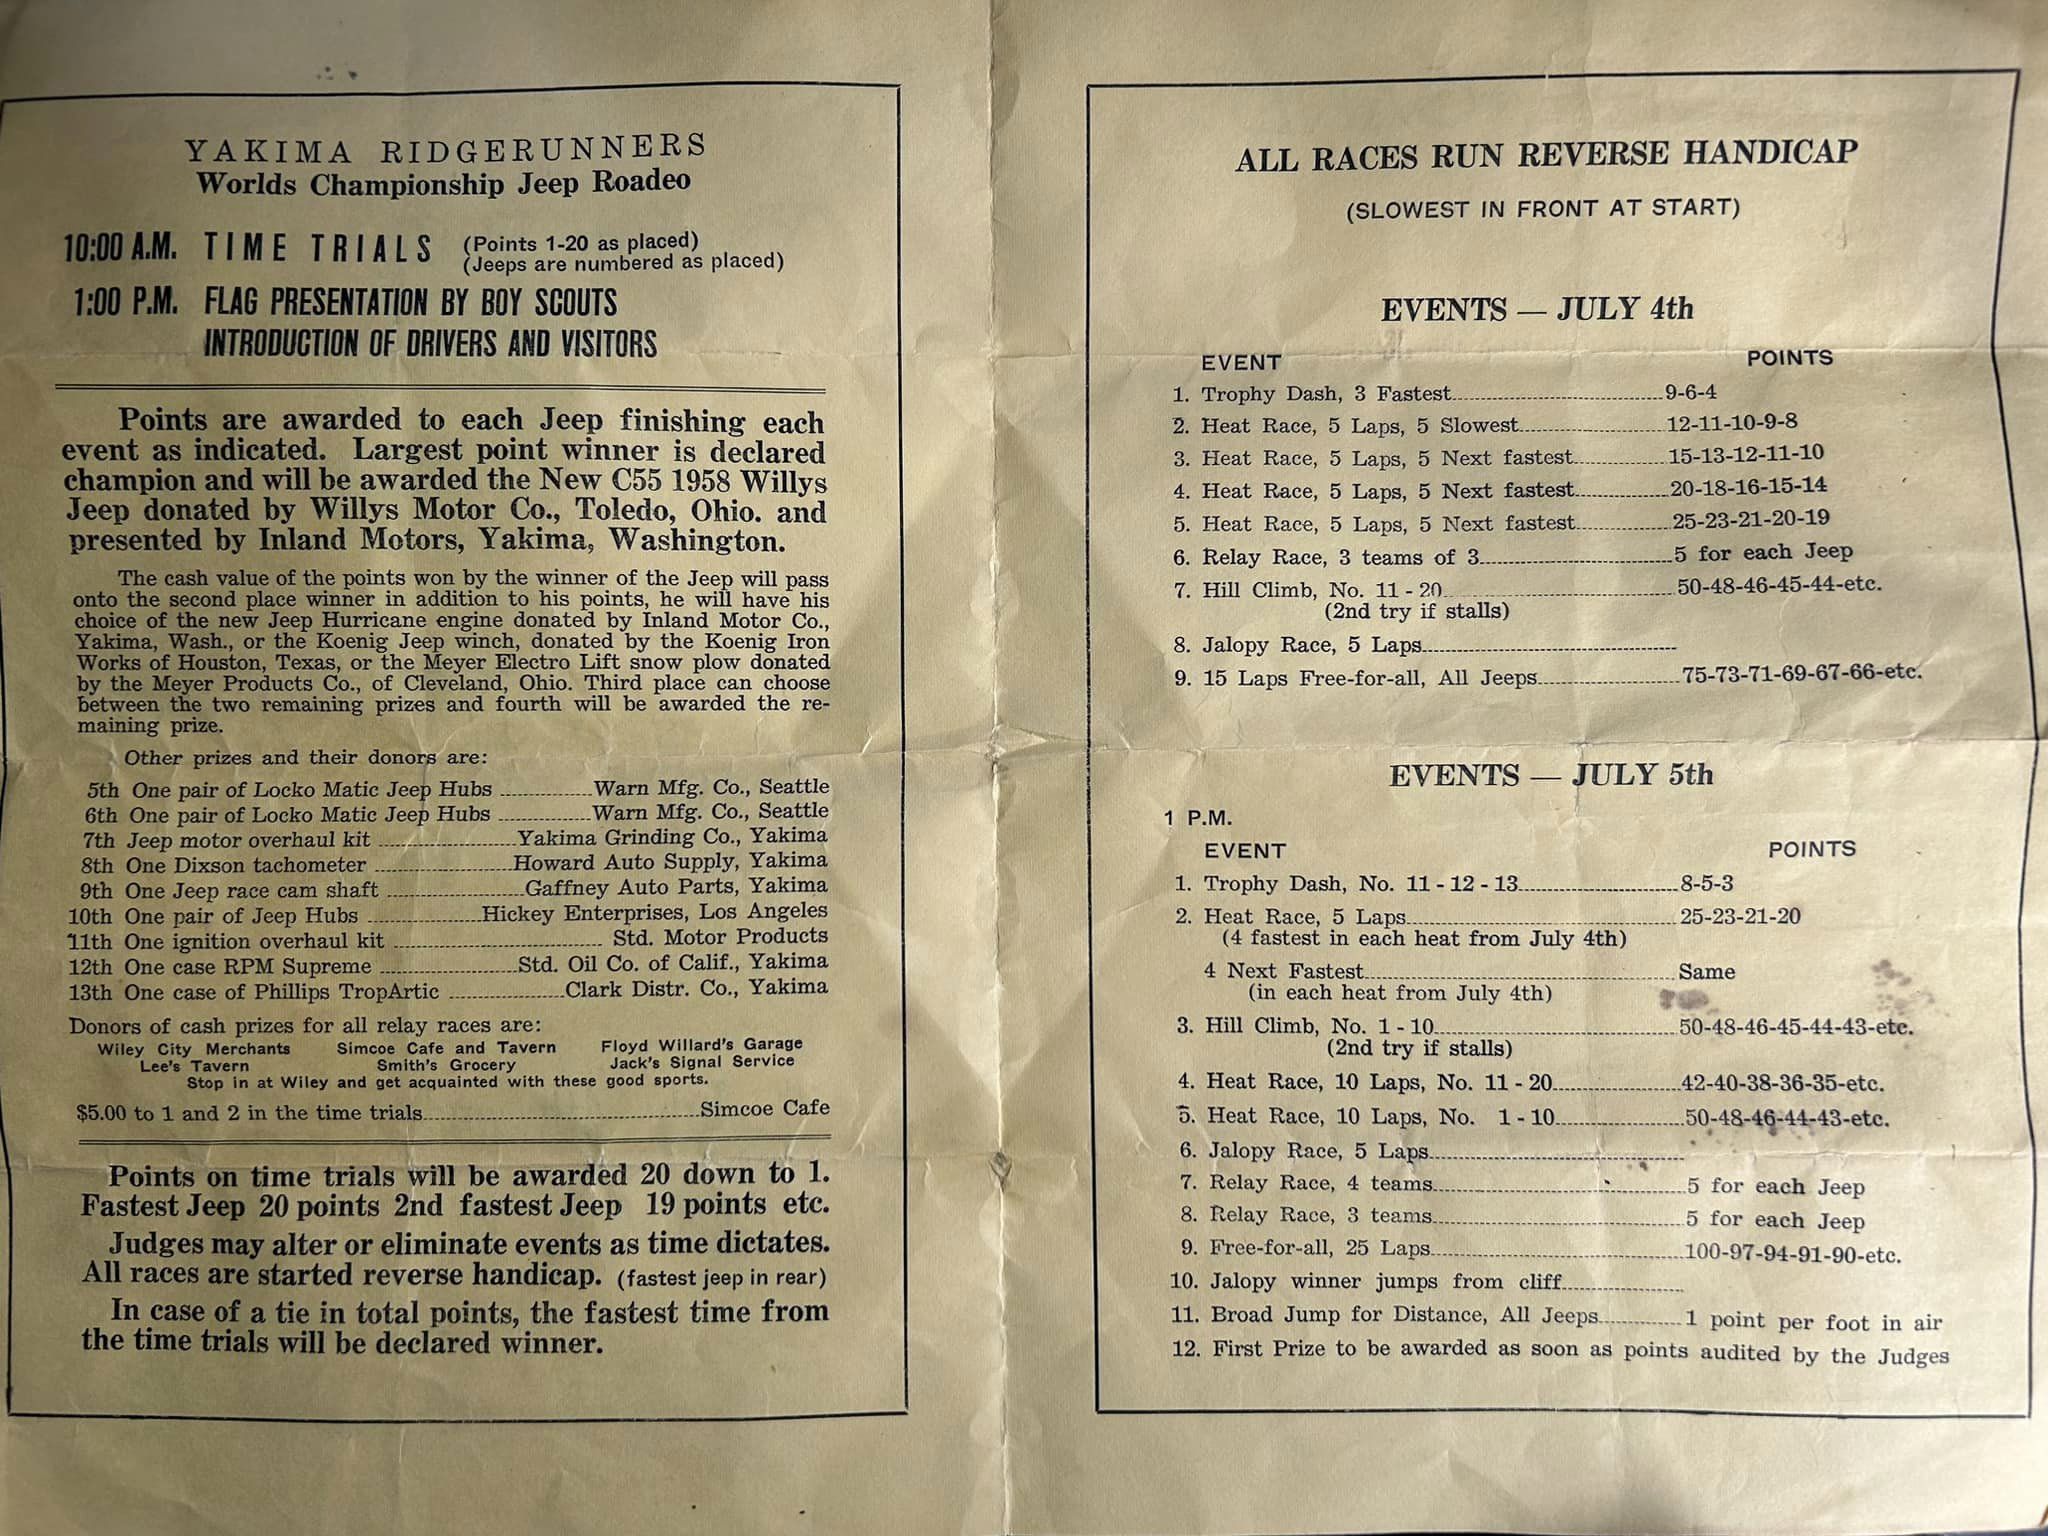 YAKIMA RIDGERUNNERS
Worlds Championship Jeep Roadeo
10:00 A.M. TIME TRIALS (Points 1-20 as placed)
(Jeeps are numbered as placed)
1:00 P.M. FLAG PRESENTATION BY BOY SCOUTS
INTRODUCTION OF DRIVERS AND VISITORS
Points are awarded to each Jeep finishing each
event as indicated. Largest point winner is declared
champion and will be awarded the New C55 1958 Willys
Jeep donated by Willys Motor Co., Toledo, Ohio. and
presented by Inland Motors, Yakima, Washington.
The cash value of the points won by the winner of the Jeep will pass
onto the second place winner in addition to his points, he will have his
choice of the new Jeep Hurricane engine donated by Inland Motor Co.,
Yakima, Wash., or the Koenig Jeep winch, donated by the Koenig Iron
Works of Houston, Texas, or the Meyer Electro Lift snow plow donated
by the Meyer Products Co., of Cleveland, Ohio. Third place can choose
between the two remaining prizes and fourth will be awarded the re-
maining prize.
Other prizes and their donors are:
5th One pair of Locko Matic Jeep Hubs ............ Warn Mfg. Co., Seattle
6th One pair of Locko Matic Jeep Hubs ............ Warn Mfg. Co., Seattle
7th Jeep motor overhaul kit ............ Yakima Grinding Co., Yakima
8th One Dixson tachometer ............ Howard Auto Supply, Yakima
9th One Jeep race cam shaft ............ Gaffney Auto Parts, Yakima
10th One pair of Jeep Hubs ............ Hickey Enterprises, Los Angeles
11th One ignition overhaul kit ............ Std. Motor Products
12th One case RPM Supreme ............ Std. Oil Co. of Calif., Yakima
13th One case of Phillips TropArtic ............ Clark Distr. Co., Yakima
Donors of cash prizes for all relay races are:
Wiley City Merchants Simcoe Cafe and Tavern Floyd Willard's Garage
Lee's Tavern Smith's Grocery Jack's Signal Service
Stop in at Wiley and get acquainted with these good sports.
$5.00 to 1 and 2 in the time trials ............ Simcoe Cafe
Points on time trials will be awarded 20 down to 1.
Fastest Jeep 20 points 2nd fastest Jeep 19 points etc.
Judges may alter or eliminate events as time dictates.
All races are started reverse handicap. (fastest jeep in rear)
In case of a tie in total points, the fastest time from
the time trials will be declared winner.
ALL RACES RUN REVERSE HANDICAP
(SLOWEST IN FRONT AT START)
EVENTS — JULY 4th
EVENT POINTS
1. Trophy Dash, 3 Fastest ............ 9-6-4
2. Heat Race, 5 Laps, 5 Slowest ............ 12-11-10-9-8
3. Heat Race, 5 Laps, 5 Next fastest ............ 15-13-12-11-10
4. Heat Race, 5 Laps, 5 Next fastest ............ 20-18-16-15-14
5. Heat Race, 5 Laps, 5 Next fastest ............ 25-23-21-20-19
6. Relay Race, 3 teams of 3 ............ 5 for each Jeep
7. Hill Climb, No. 11 - 20 ............ 50-48-46-45-44-etc.
(2nd try if stalls)
8. Jalopy Race, 5 Laps ............
9. 15 Laps Free-for-all, All Jeeps ............ 75-73-71-69-67-66-etc.
EVENTS — JULY 5th
1 P.M.
EVENT POINTS
1. Trophy Dash, No. 11 - 12 - 13 ............ 8-5-3
2. Heat Race, 5 Laps ............ 25-23-21-20
(4 fastest in each heat from July 4th)
4 Next Fastest ............ Same
(in each heat from July 4th)
3. Hill Climb, No. 1 - 10 ............ 50-48-46-45-44-43-etc.
(2nd try if stalls)
4. Heat Race, 10 Laps, No. 11 - 20 ............ 42-40-38-36-35-etc.
5. Heat Race, 10 Laps, No. 1 - 10 ............ 50-48-46-44-43-etc.
6. Jalopy Race, 5 Laps ............
7. Relay Race, 4 teams ............ 5 for each Jeep
8. Relay Race, 3 teams ............ 5 for each Jeep
9. Free-for-all, 25 Laps ............ 100-97-94-91-90-etc.
10. Jalopy winner jumps from cliff ............
11. Broad Jump for Distance, All Jeeps ............ 1 point per foot in air
12. First Prize to be awarded as soon as points audited by the Judges